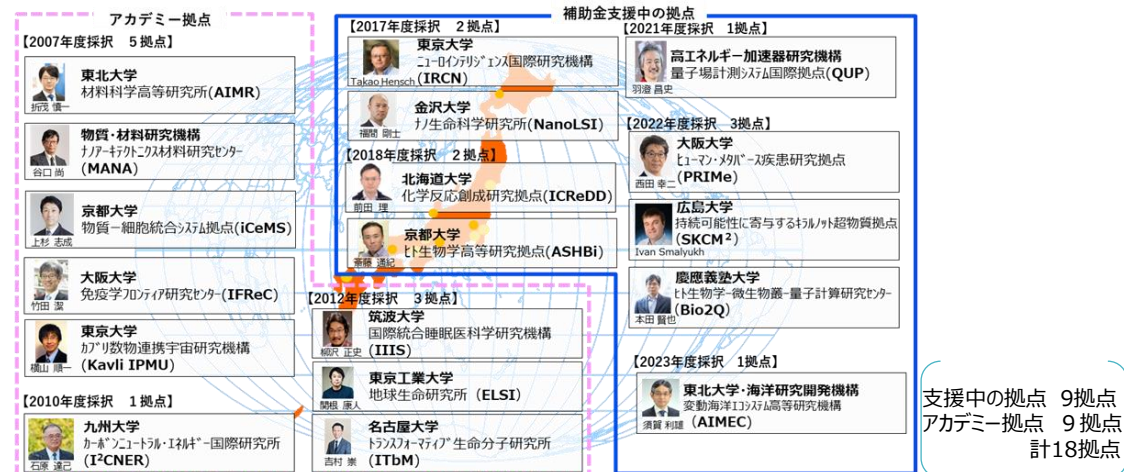 アカデミー拠点
【2007年度採択 5拠点】
東北大学
材料科学高等研究所(AIMR)
折茂 慎一
物質・材料研究機構
ナノアーキテクトニクス材料研究センター
(MANA)
谷口 尚
京都大学
物質－細胞統合システム拠点(iCeMS)
上杉 志成
大阪大学
免疫学フロンティア研究センター(IFReC)
竹田 潔
東京大学
カブリ数物連携宇宙研究機構
(Kavli IPMU)
横山 順一
【2010年度採択 1拠点】
九州大学
カーボンニュートラル・エネルギー国際研究所
(I²CNER)
石原 達己
【2012年度採択 3拠点】
筑波大学
国際統合睡眠医科学研究機構
(IIIS)
柳沢 正史
東京工業大学
地球生命研究所 (ELSI)
関根 康人
名古屋大学
トランスフォーマティブ生命分子研究所
(ITbM)
吉村 崇
補助金支援中の拠点
【2017年度採択 2拠点】
東京大学
ニューロインテリジェンス国際研究機構
(IRCN)
Takao Hensch
金沢大学
ナノ生命科学研究所(NanoLSI)
福間 剛士
【2018年度採択 2拠点】
北海道大学
化学反応創成研究拠点(ICReDD)
前田 理
京都大学
ヒト生物学高等研究拠点(ASHBi)
斎藤 通紀
【2021年度採択 1拠点】
高エネルギー加速器研究機構
量子場計測システム国際拠点(QUP)
羽澄 昌史
【2022年度採択 3拠点】
大阪大学
ヒューマン・メタバース疾患研究拠点
(PRIMe)
西田 幸二
広島大学
持続可能性に寄与するキラルノット超物質拠点
(SKCM²)
Ivan Smalyukh
慶應義塾大学
ヒト生物学－微生物叢－量子計算研究センター
(Bio2Q)
本田 賢也
【2023年度採択 1拠点】
東北大学・海洋研究開発機構
変動海洋エコシステム高等研究機構
(AIMEC)
須賀 利雄
支援中の拠点 9拠点
アカデミー拠点 9拠点
計18拠点